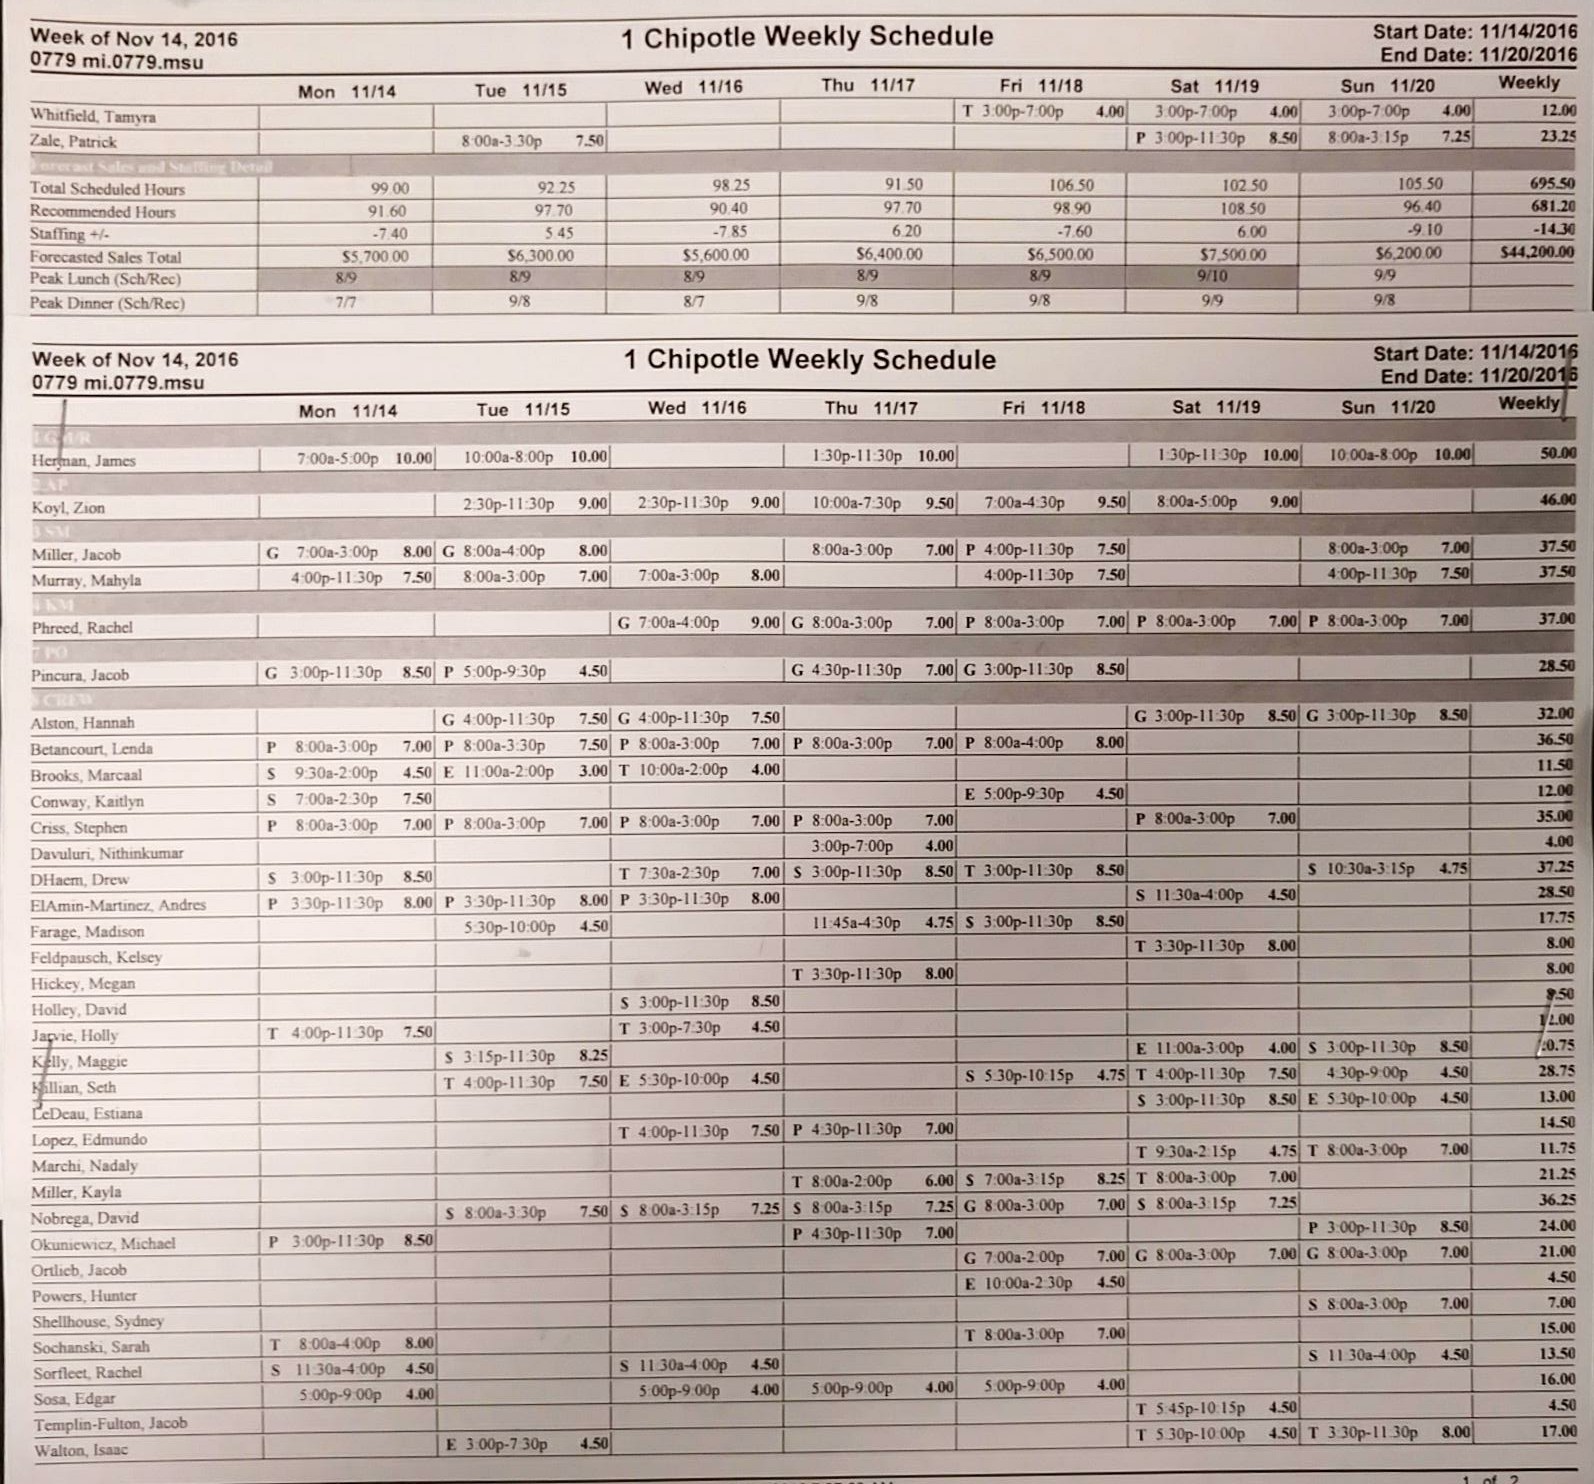 Week of Nov 14, 2016 1 Chipotle Weekly Schedule Start Date: 11/14/2016
0779 mi.0779.msu End Date: 11/20/2016
Mon 11/14 Tue 11/15 Wed 11/16 Thu 11/17 Fri 11/18 Sat 11/19 Sun 11/20 Weekly
Whitfield, Tamyra T 3:00p-7:00p 4.00 3:00p-7:00p 4.00 3:00p-7:00p 4.00 12.00
Zale, Patrick 8:00a-3:30p 7.50 P 3:00p-11:30p 8.50 8:00a-3:15p 7.25 23.25
Forecast Sales and Staffing Detail
Total Scheduled Hours 99.00 92.25 98.25 91.50 106.50 102.50 105.50 695.50
Recommended Hours 91.60 97.70 90.40 97.70 98.90 108.50 96.40 681.20
Staffing +/- -7.40 5.45 -7.85 6.20 -7.60 6.00 -9.10 -14.30
Forecasted Sales Total $5,700.00 $6,300.00 $5,600.00 $6,400.00 $6,500.00 $7,500.00 $6,200.00 $44,200.00
Peak Lunch (Sch/Rec) 8/9 8/9 8/9 8/9 8/9 9/10 9/9
Peak Dinner (Sch/Rec) 7/7 9/8 8/7 9/8 9/8 9/9 9/8
Week of Nov 14, 2016 1 Chipotle Weekly Schedule Start Date: 11/14/2016
0779 mi.0779.msu End Date: 11/20/2016
Mon 11/14 Tue 11/15 Wed 11/16 Thu 11/17 Fri 11/18 Sat 11/19 Sun 11/20 Weekly
1 GM/R
Herman, James 7:00a-5:00p 10.00 10:00a-8:00p 10.00 1:30p-11:30p 10.00 1:30p-11:30p 10.00 10:00a-8:00p 10.00 50.00
2 AP
Koyl, Zion 2:30p-11:30p 9.00 2:30p-11:30p 9.00 10:00a-7:30p 9.50 7:00a-4:30p 9.50 8:00a-5:00p 9.00 46.00
3 SM
Miller, Jacob G 7:00a-3:00p 8.00 G 8:00a-4:00p 8.00 8:00a-3:00p 7.00 P 4:00p-11:30p 7.50 8:00a-3:00p 7.00 37.50
Murray, Mahyla 4:00p-11:30p 7.50 8:00a-3:00p 7.00 7:00a-3:00p 8.00 4:00p-11:30p 7.50 4:00p-11:30p 7.50 37.50
4 KM
Phreed, Rachel G 7:00a-4:00p 9.00 G 8:00a-3:00p 7.00 P 8:00a-3:00p 7.00 P 8:00a-3:00p 7.00 P 8:00a-3:00p 7.00 37.00
7 PO
Pincura, Jacob G 3:00p-11:30p 8.50 P 5:00p-9:30p 4.50 G 4:30p-11:30p 7.00 G 3:00p-11:30p 8.50 28.50
CREW
Alston, Hannah G 4:00p-11:30p 7.50 G 4:00p-11:30p 7.50 G 3:00p-11:30p 8.50 G 3:00p-11:30p 8.50 32.00
Betancourt, Lenda P 8:00a-3:00p 7.00 P 8:00a-3:30p 7.50 P 8:00a-3:00p 7.00 P 8:00a-3:00p 7.00 P 8:00a-4:00p 8.00 36.50
Brooks, Marcaal S 9:30a-2:00p 4.50 E 11:00a-2:00p 3.00 T 10:00a-2:00p 4.00 11.50
Conway, Kaitlyn S 7:00a-2:30p 7.50 E 5:00p-9:30p 4.50 12.00
Criss, Stephen P 8:00a-3:00p 7.00 P 8:00a-3:00p 7.00 P 8:00a-3:00p 7.00 P 8:00a-3:00p 7.00 P 8:00a-3:00p 7.00 35.00
Davuluri, Nithinkumar 3:00p-7:00p 4.00 4.00
DHaem, Drew S 3:00p-11:30p 8.50 T 7:30a-2:30p 7.00 S 3:00p-11:30p 8.50 T 3:00p-11:30p 8.50 S 10:30a-3:15p 4.75 37.25
ElAmin-Martinez, Andres P 3:30p-11:30p 8.00 P 3:30p-11:30p 8.00 P 3:30p-11:30p 8.00 S 11:30a-4:00p 4.50 28.50
Farage, Madison 5:30p-10:00p 4.50 11:45a-4:30p 4.75 S 3:00p-11:30p 8.50 17.75
Feldpausch, Kelsey T 3:30p-11:30p 8.00 8.00
Hickey, Megan T 3:30p-11:30p 8.00 8.00
Holley, David S 3:00p-11:30p 8.50 8.50
Jarvie, Holly T 4:00p-11:30p 7.50 T 3:00p-7:30p 4.50 12.00
Kelly, Maggie S 3:15p-11:30p 8.25 E 11:00a-3:00p 4.00 S 3:00p-11:30p 8.50 20.75
Killian, Seth T 4:00p-11:30p 7.50 E 5:30p-10:00p 4.50 S 5:30p-10:15p 4.75 T 4:00p-11:30p 7.50 4:30p-9:00p 4.50 28.75
LeDeau, Estiana S 3:00p-11:30p 8.50 E 5:30p-10:00p 4.50 13.00
Lopez, Edmundo T 4:00p-11:30p 7.50 P 4:30p-11:30p 7.00 14.50
Marchi, Nadaly T 9:30a-2:15p 4.75 T 8:00a-3:00p 7.00 11.75
Miller, Kayla T 8:00a-2:00p 6.00 S 7:00a-3:15p 8.25 T 8:00a-3:00p 7.00 21.25
Nobrega, David S 8:00a-3:30p 7.50 S 8:00a-3:15p 7.25 S 8:00a-3:15p 7.25 G 8:00a-3:00p 7.00 S 8:00a-3:15p 7.25 36.25
Okuniewicz, Michael P 3:00p-11:30p 8.50 P 4:30p-11:30p 7.00 P 3:00p-11:30p 8.50 24.00
Ortlieb, Jacob G 7:00a-2:00p 7.00 G 8:00a-3:00p 7.00 G 8:00a-3:00p 7.00 21.00
Powers, Hunter E 10:00a-2:30p 4.50 4.50
Shellhouse, Sydney S 8:00a-3:00p 7.00 7.00
Sochanski, Sarah T 8:00a-4:00p 8.00 T 8:00a-3:00p 7.00 15.00
Sorfleet, Rachel S 11:30a-4:00p 4.50 S 11:30a-4:00p 4.50 S 11:30a-4:00p 4.50 13.50
Sosa, Edgar 5:00p-9:00p 4.00 5:00p-9:00p 4.00 5:00p-9:00p 4.00 5:00p-9:00p 4.00 16.00
Templin-Fulton, Jacob T 5:45p-10:15p 4.50 4.50
Walton, Isaac E 3:00p-7:30p 4.50 T 5:30p-10:00p 4.50 T 3:30p-11:30p 8.00 17.00
1 of 2